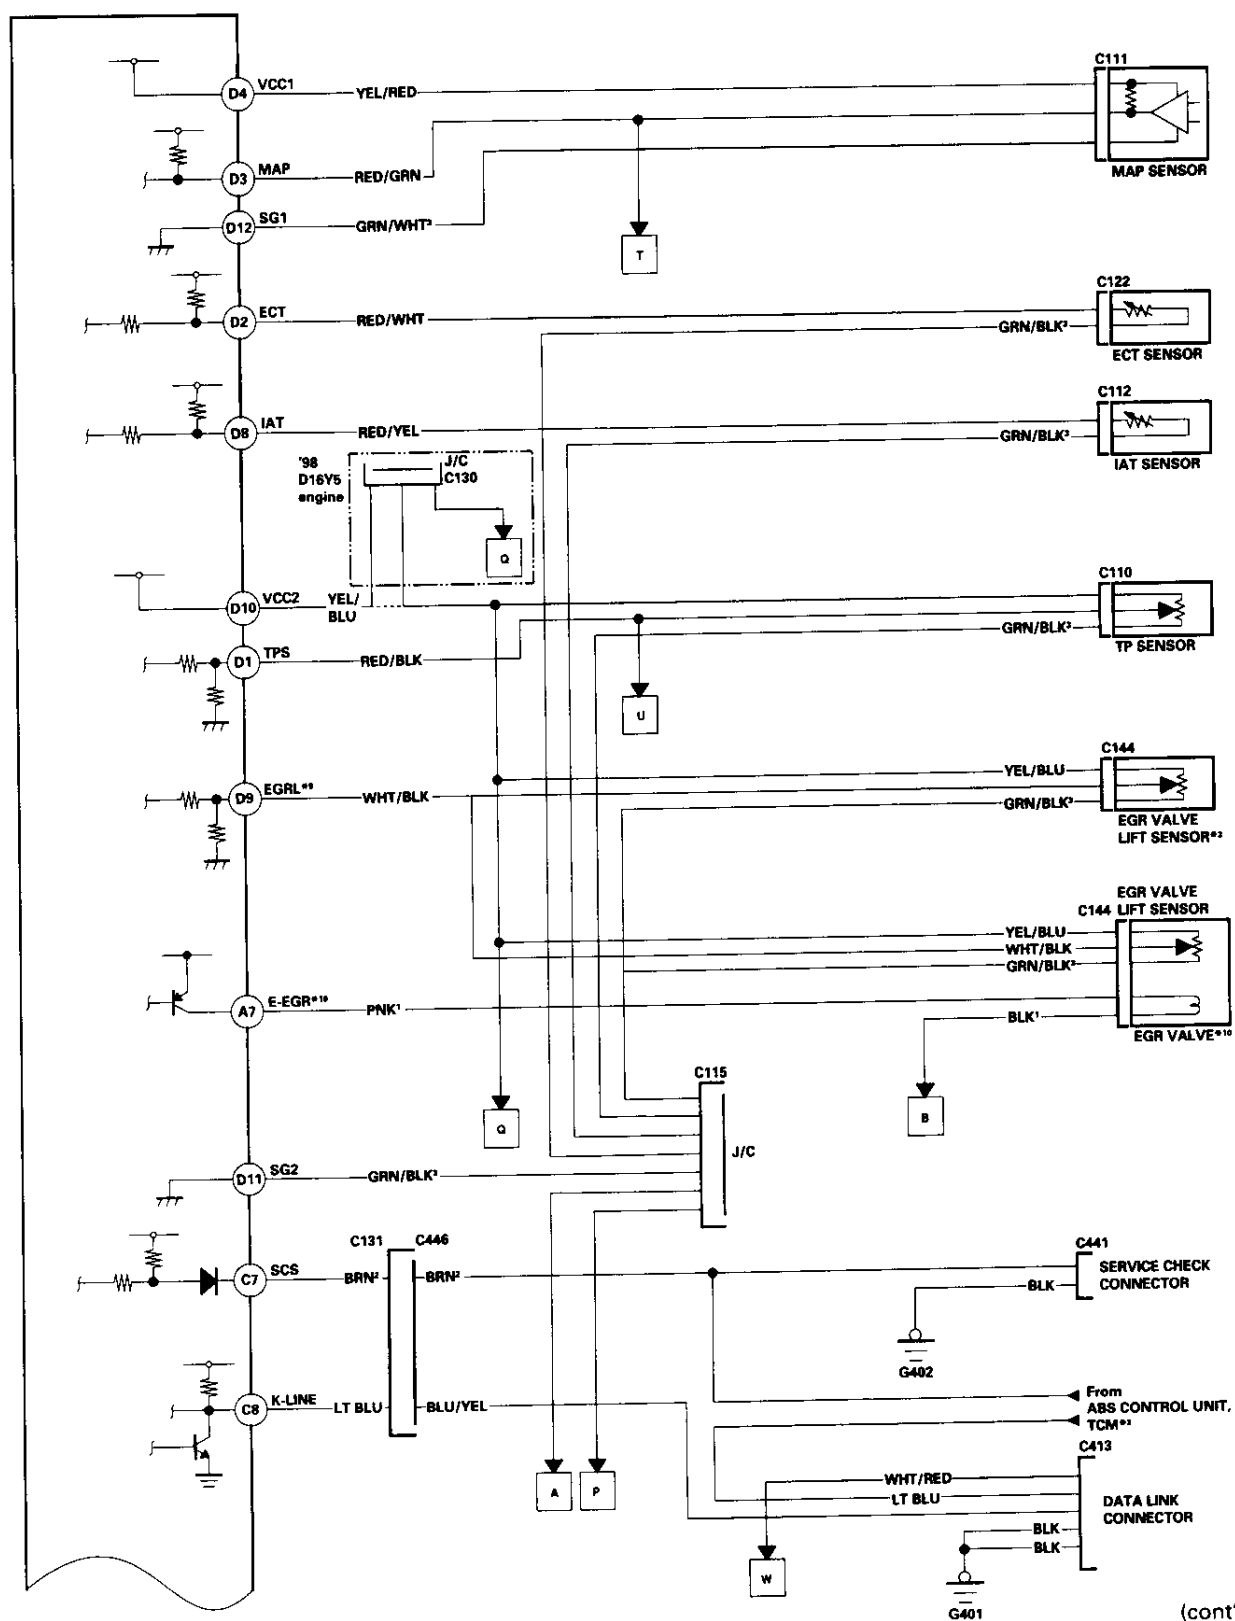 C111
D4 VCC1 YEL/RED
MAP SENSOR
D3 MAP RED/GRN
D12 SG1 GRN/WHT³
T
C122
D2 ECT RED/WHT
GRN/BLK³
ECT SENSOR
C112
D8 IAT RED/YEL
GRN/BLK³
IAT SENSOR
'98
D16Y5
engine
J/C
C130
Q
C110
D10 VCC2 YEL/
BLU
GRN/BLK³
TP SENSOR
D1 TPS RED/BLK
U
C144
YEL/BLU
D9 EGRL*⁹ WHT/BLK
GRN/BLK³
EGR VALVE
LIFT SENSOR
EGR VALVE
LIFT SENSOR
C144
YEL/BLU
WHT/BLK
GRN/BLK³
A7 E-EGR*¹⁰ PNK¹
BLK¹
EGR VALVE*¹⁰
C115
Q
B
J/C
D11 SG2 GRN/BLK³
C131 C446
C441
C7 SCS BRN² BRN²
SERVICE CHECK
CONNECTOR
BLK
G402
C8 K-LINE LT BLU BLU/YEL
From
ABS CONTROL UNIT,
TCM*³
C413
A P
WHT/RED
LT BLU
DATA LINK
CONNECTOR
BLK
BLK
W
G401
(cont'